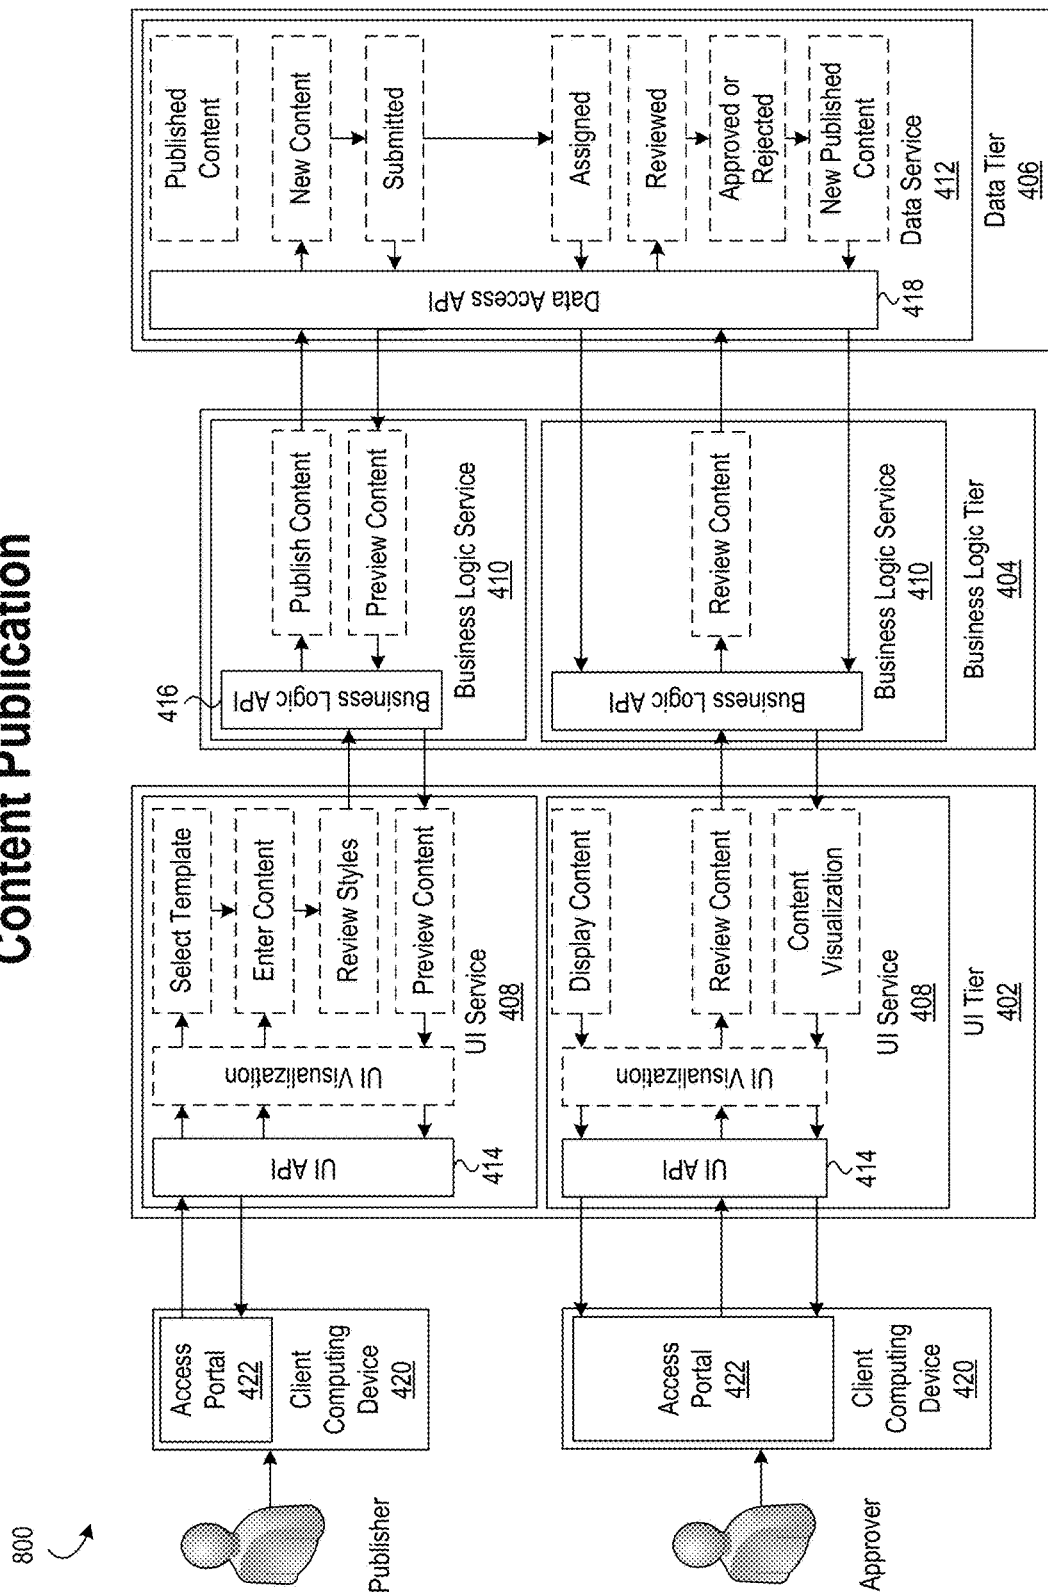 Content Publication
800
Publisher
Access
Portal
422
Client
Computing
Device
420
UI API
414
UI Visualization
Select Template
Enter Content
Review Styles
Preview Content
UI Service
408
416
Business Logic API
Publish Content
Preview Content
Business Logic Service
410
Approver
Access
Portal
422
Client
Computing
Device
420
UI API
414
UI Visualization
Display Content
Review Content
Content
Visualization
UI Service
408
UI Tier
402
Business Logic API
Review Content
Business Logic Service
410
Business Logic Tier
404
Data Access API
418
Published
Content
New Content
Submitted
Assigned
Reviewed
Approved or
Rejected
New Published
Content
Data Service
412
Data Tier
406